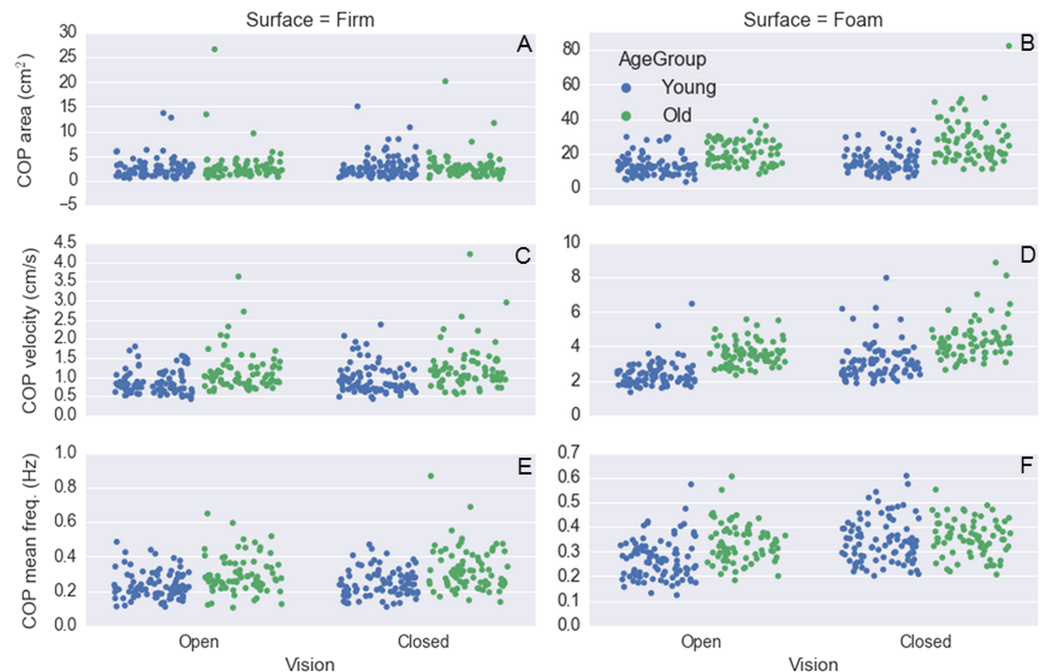 Surface = Firm
Surface = Foam
30
25
20
15
10
5
0
−5
COP area (cm²)
A
80
60
40
20
0
AgeGroup
Young
Old
B
4.5
4.0
3.5
3.0
2.5
2.0
1.5
1.0
0.5
0.0
COP velocity (cm/s)
C
10
8
6
4
2
0
D
1.0
0.8
0.6
0.4
0.2
0.0
COP mean freq. (Hz)
E
0.7
0.6
0.5
0.4
0.3
0.2
0.1
0.0
F
Open
Closed
Open
Closed
Vision
Vision